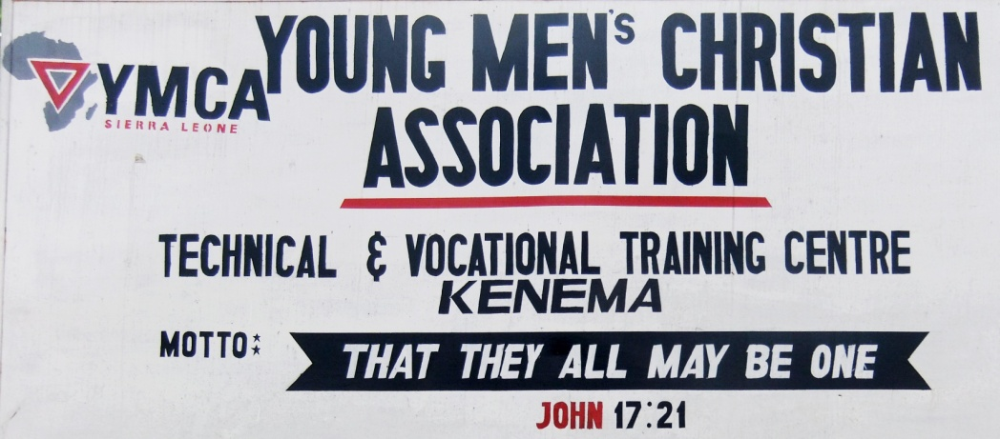 YMCA
SIERRA LEONE
YOUNG MEN'S CHRISTIAN
ASSOCIATION
TECHNICAL & VOCATIONAL TRAINING CENTRE
KENEMA
MOTTO:
THAT THEY ALL MAY BE ONE
JOHN 17:21